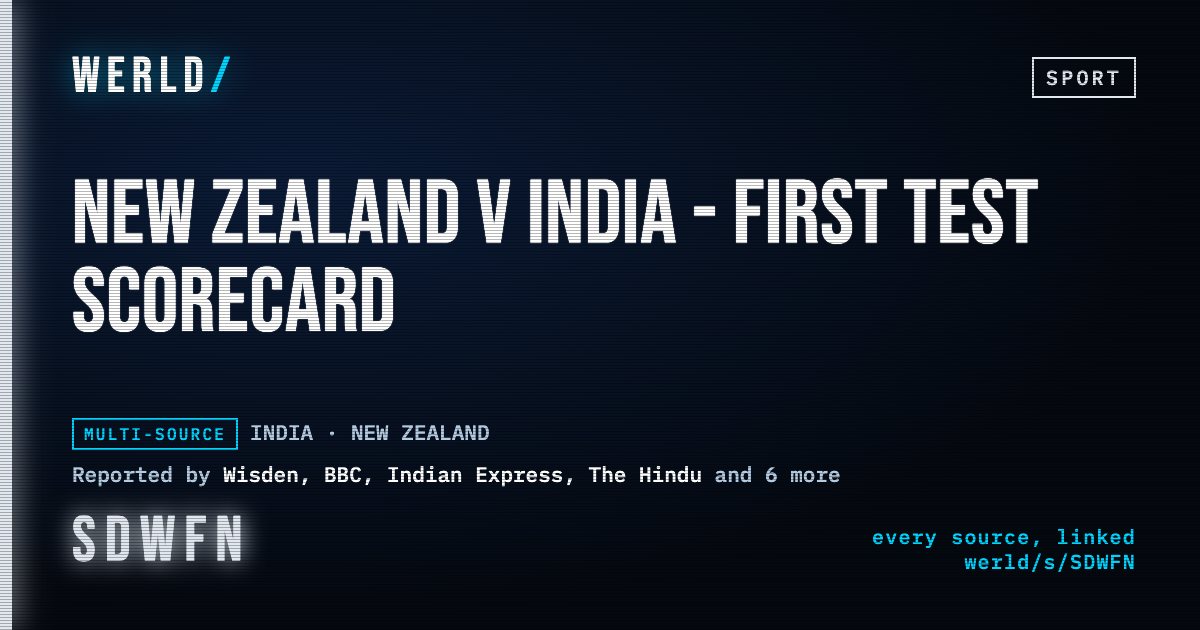 WERLD/
SPORT
NEW ZEALAND V INDIA - FIRST TEST
SCORECARD
MULTI-SOURCE INDIA · NEW ZEALAND
Reported by Wisden, BBC, Indian Express, The Hindu and 6 more
SDWFN
every source, linked
werld/s/SDWFN